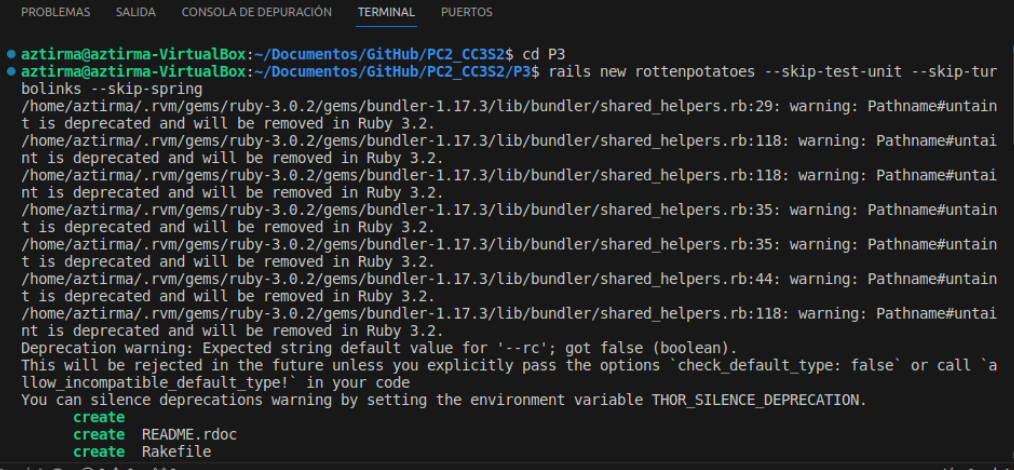 PROBLEMAS SALIDA CONSOLA DE DEPURACIÓN TERMINAL PUERTOS
aztirma@aztirma-VirtualBox:~/Documentos/GitHub/PC2_CC3S2$ cd P3
aztirma@aztirma-VirtualBox:~/Documentos/GitHub/PC2_CC3S2/P3$ rails new rottenpotatoes --skip-test-unit --skip-tur
bolinks --skip-spring
/home/aztirma/.rvm/gems/ruby-3.0.2/gems/bundler-1.17.3/lib/bundler/shared_helpers.rb:29: warning: Pathname#untain
t is deprecated and will be removed in Ruby 3.2.
/home/aztirma/.rvm/gems/ruby-3.0.2/gems/bundler-1.17.3/lib/bundler/shared_helpers.rb:118: warning: Pathname#untai
nt is deprecated and will be removed in Ruby 3.2.
/home/aztirma/.rvm/gems/ruby-3.0.2/gems/bundler-1.17.3/lib/bundler/shared_helpers.rb:118: warning: Pathname#untai
nt is deprecated and will be removed in Ruby 3.2.
/home/aztirma/.rvm/gems/ruby-3.0.2/gems/bundler-1.17.3/lib/bundler/shared_helpers.rb:35: warning: Pathname#untain
t is deprecated and will be removed in Ruby 3.2.
/home/aztirma/.rvm/gems/ruby-3.0.2/gems/bundler-1.17.3/lib/bundler/shared_helpers.rb:35: warning: Pathname#untain
t is deprecated and will be removed in Ruby 3.2.
/home/aztirma/.rvm/gems/ruby-3.0.2/gems/bundler-1.17.3/lib/bundler/shared_helpers.rb:44: warning: Pathname#untain
t is deprecated and will be removed in Ruby 3.2.
/home/aztirma/.rvm/gems/ruby-3.0.2/gems/bundler-1.17.3/lib/bundler/shared_helpers.rb:118: warning: Pathname#untai
nt is deprecated and will be removed in Ruby 3.2.
Deprecation warning: Expected string default value for '--rc'; got false (boolean).
This will be rejected in the future unless you explicitly pass the options `check_default_type: false` or call `a
llow_incompatible_default_type!` in your code
You can silence deprecations warning by setting the environment variable THOR_SILENCE_DEPRECATION.
create
create README.rdoc
create Rakefile